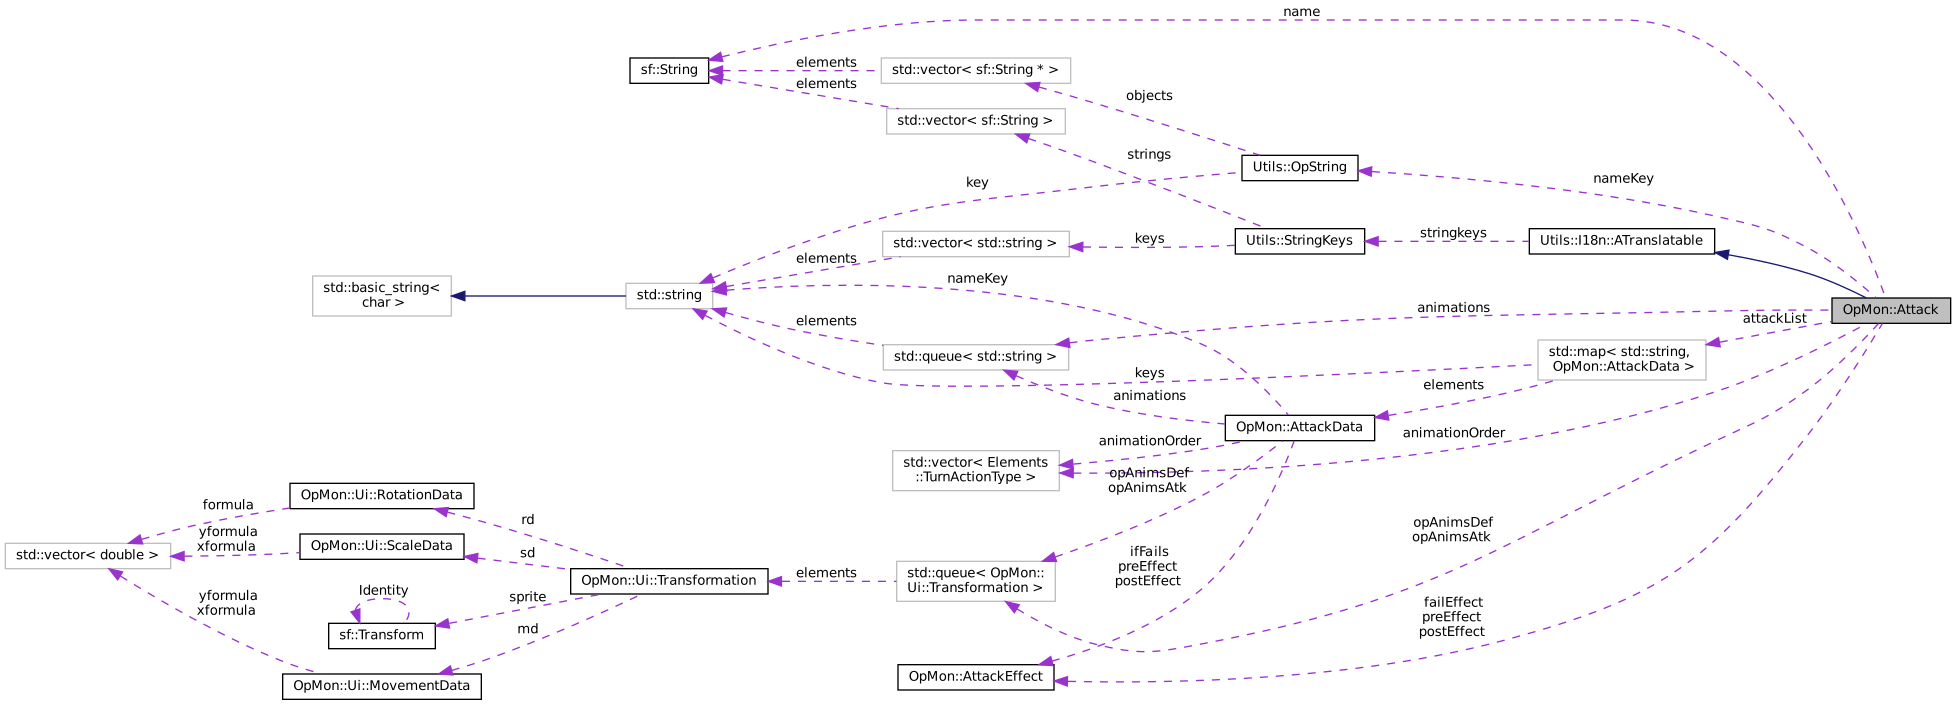 name
sf::String
elements
std::vector< sf::String * >
elements
objects
std::vector< sf::String >
strings
Utils::OpString
key
nameKey
std::vector< std::string >
keys
Utils::StringKeys
stringkeys
Utils::I18n::ATranslatable
elements
nameKey
std::basic_string<
char >
std::string
animations
OpMon::Attack
attackList
elements
std::queue< std::string >
std::map< std::string,
OpMon::AttackData >
keys
animations
elements
OpMon::AttackData
animationOrder
animationOrder
std::vector< Elements
::TurnActionType >
opAnimsDef
opAnimsAtk
OpMon::Ui::RotationData
formula
rd
yformula
xformula
OpMon::Ui::ScaleData
std::vector< double >
sd
opAnimsDef
opAnimsAtk
ifFails
preEffect
postEffect
OpMon::Ui::Transformation
elements
std::queue< OpMon::
Ui::Transformation >
Identity
yformula
xformula
sprite
sf::Transform
md
failEffect
preEffect
postEffect
OpMon::Ui::MovementData
OpMon::AttackEffect